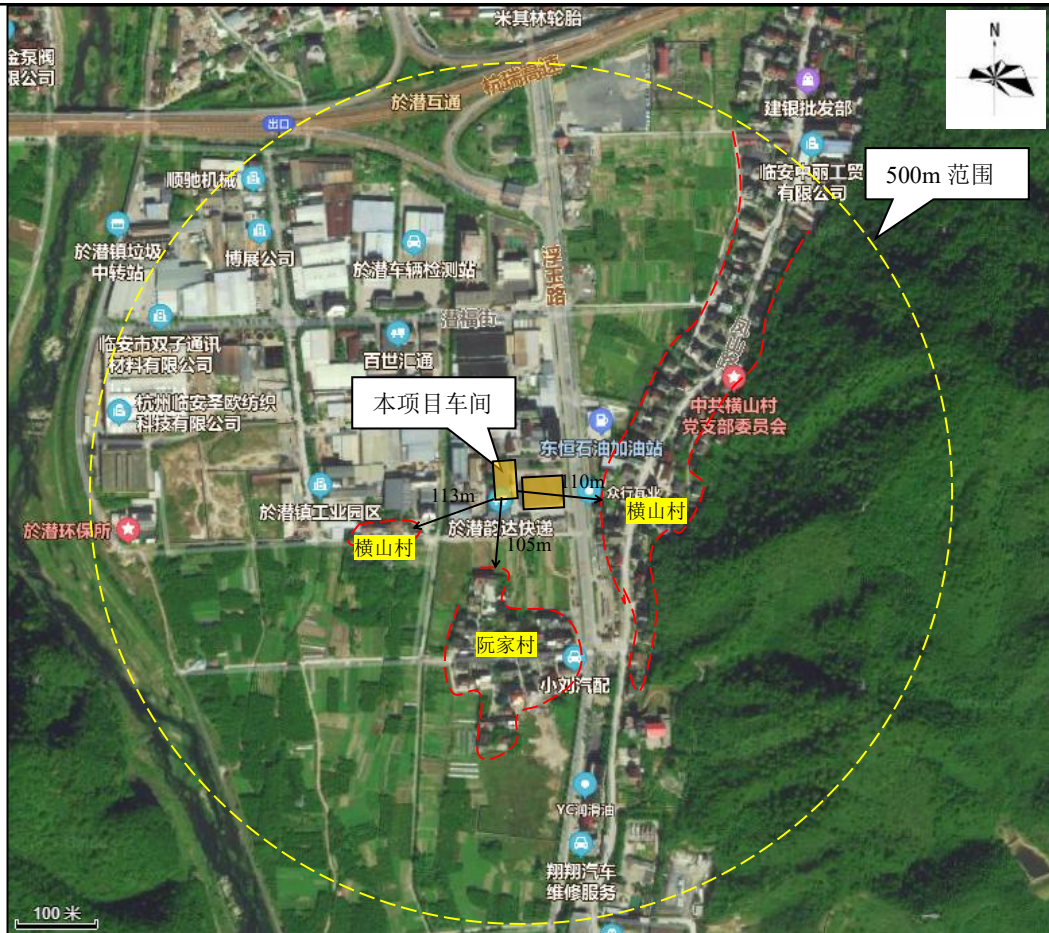 米其林轮胎
金泵阀
限公司
杭瑞高速
N
於潜互通
出口
建银批发部
顺驰机械
临安中丽工贸
有限公司
500m 范围
於潜镇垃圾
中转站
博展公司
於潜车辆检测站
浮玉路
潜福街
临安市双子通讯
材料有限公司
百世汇通
杭州临安圣欧纺织
科技有限公司
本项目车间
中共横山村
党支部委员会
东恒石油加油站
110m
113m
众行瓦业
於潜镇工业园区
横山村
於潜环保所
於潜韵达快递
横山村
105m
阮家村
小刘汽配
YC润滑油
翔翔汽车
维修服务
100 米